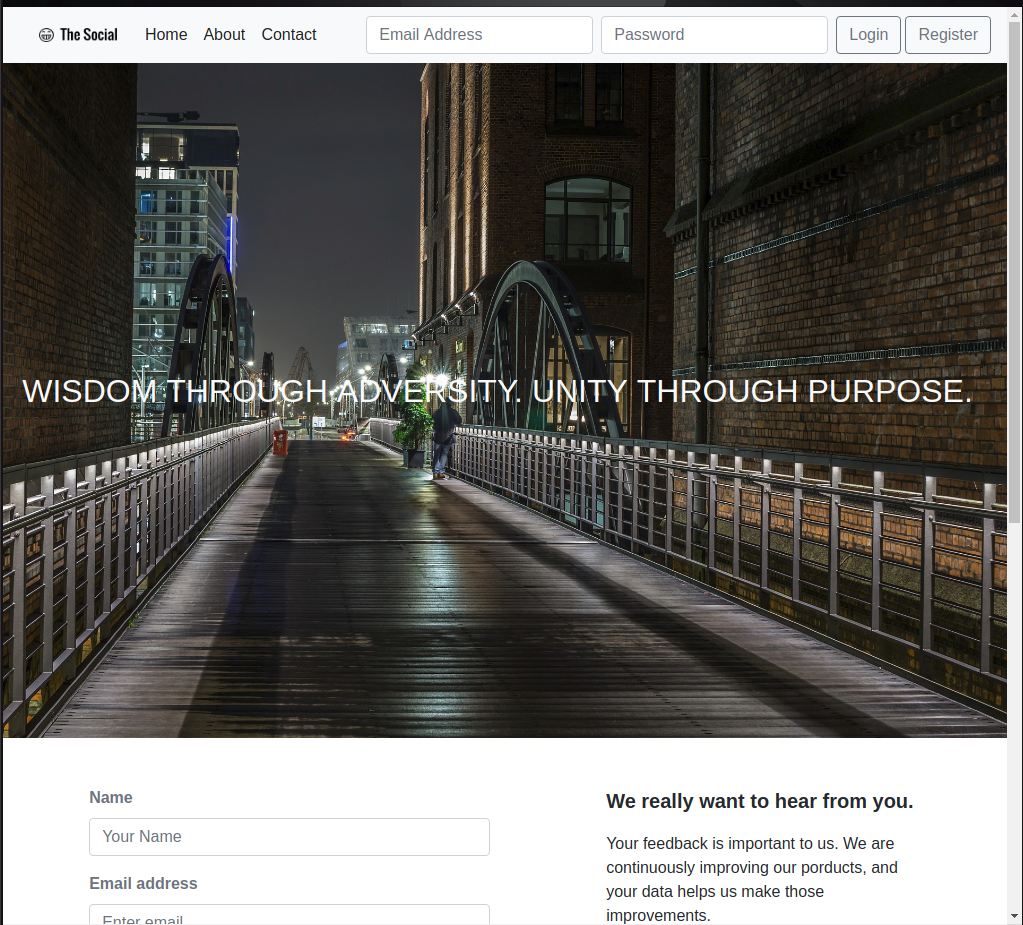 The Social Home About Contact Email Address Password Login Register
WISDOM THROUGH ADVERSITY. UNITY THROUGH PURPOSE.
Name
Your Name
Email address
Enter email
We really want to hear from you.
Your feedback is important to us. We are
continuously improving our porducts, and
your data helps us make those
improvements.